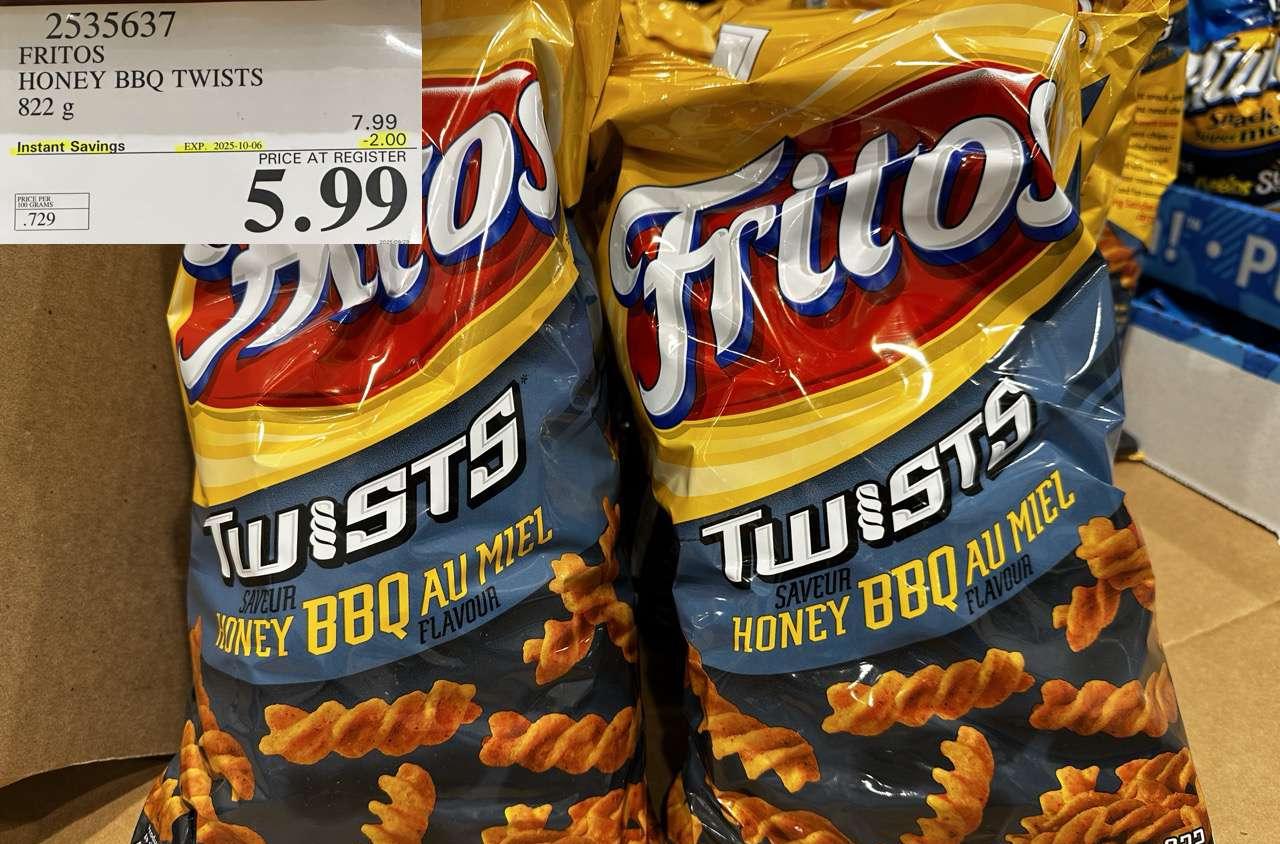 2535637
FRITOS
HONEY BBQ TWISTS
822 g
7.99
Instant Savings EXP. 2025-10-06 -2.00
PRICE AT REGISTER
5.99
PRICE PER
100 GRAMS
.729
Fritos
TWISTS
SAVEUR
HONEY BBQ AU MIEL
FLAVOUR
Fritos
TWISTS
SAVEUR
HONEY BBQ AU MIEL
FLAVOUR